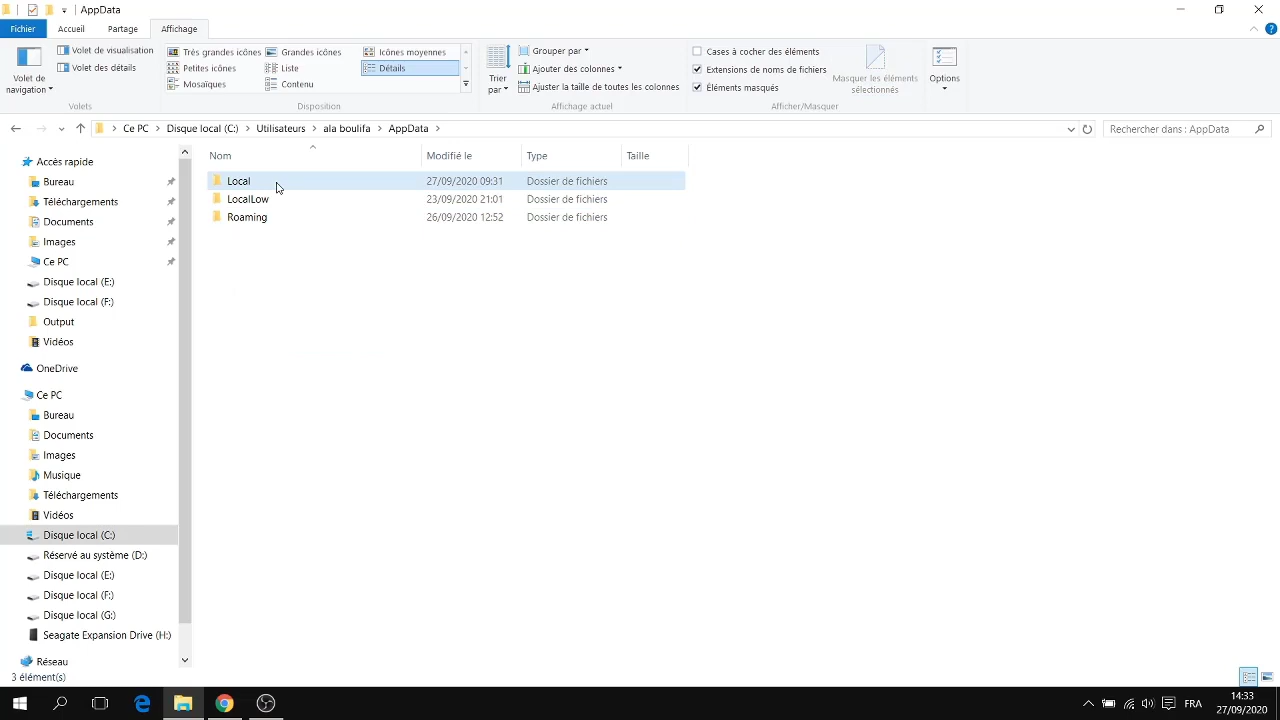 AppData
Fichier Accueil Partage Affichage
Volet de navigation
Volet de visualisation
Volet des détails
Volets
Très grandes icônes Grandes icônes Icônes moyennes
Petites icônes Liste Détails
Mosaïques Contenu
Disposition
Trier par
Grouper par
Ajouter des colonnes
Ajuster la taille de toutes les colonnes
Affichage actuel
Cases à cocher des éléments
Extensions de noms de fichiers
Éléments masqués
Masquer les éléments sélectionnés
Afficher/Masquer
Options
Ce PC > Disque local (C:) > Utilisateurs > ala boulifa > AppData >
Rechercher dans : AppData
Nom Modifié le Type Taille
Local 27/09/2020 09:31 Dossier de fichiers
LocalLow 23/09/2020 21:01 Dossier de fichiers
Roaming 26/09/2020 12:52 Dossier de fichiers
Accès rapide
Bureau
Téléchargements
Documents
Images
Ce PC
Disque local (E:)
Disque local (F:)
Output
Vidéos
OneDrive
Ce PC
Bureau
Documents
Images
Musique
Téléchargements
Vidéos
Disque local (C:)
Réservé au système (D:)
Disque local (E:)
Disque local (F:)
Disque local (G:)
Seagate Expansion Drive (H:)
Réseau
3 élément(s)
FRA
14:33
27/09/2020